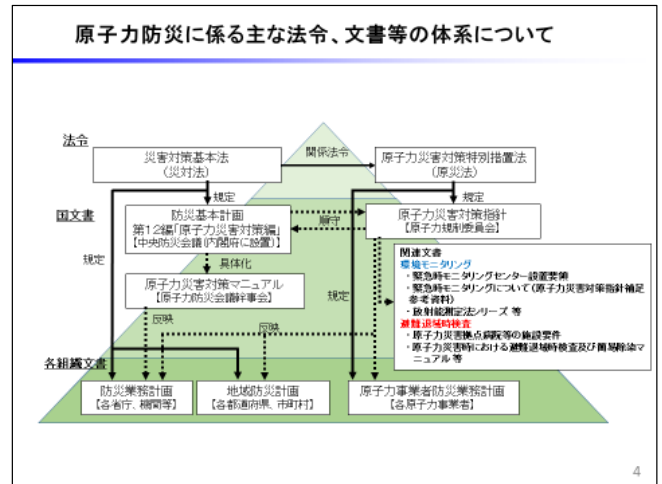 原子力防災に係る主な法令、文書等の体系について
法令
災害対策基本法
(災対法)
関係法令
原子力災害対策特別措置法
(原災法)
規定
規定
国文書
防災基本計画
第12編「原子力災害対策編」
【中央防災会議(内閣府に設置)】
順守
原子力災害対策指針
【原子力規制委員会】
規定
具体化
原子力災害対策マニュアル
【原子力防災会議幹事会】
規定
関連文書
環境モニタリング
・緊急時モニタリングセンター設置要領
・緊急時モニタリングについて(原子力災害対策指針補足
参考資料)
・放射能測定法シリーズ 等
避難退域時検査
・原子力災害拠点病院等の施設要件
・原子力災害時における避難退域時検査及び簡易除染マ
ニュアル 等
反映
反映
各組織文書
防災業務計画
【各省庁、機関等】
地域防災計画
【各都道府県、市町村】
原子力事業者防災業務計画
【各原子力事業者】
4